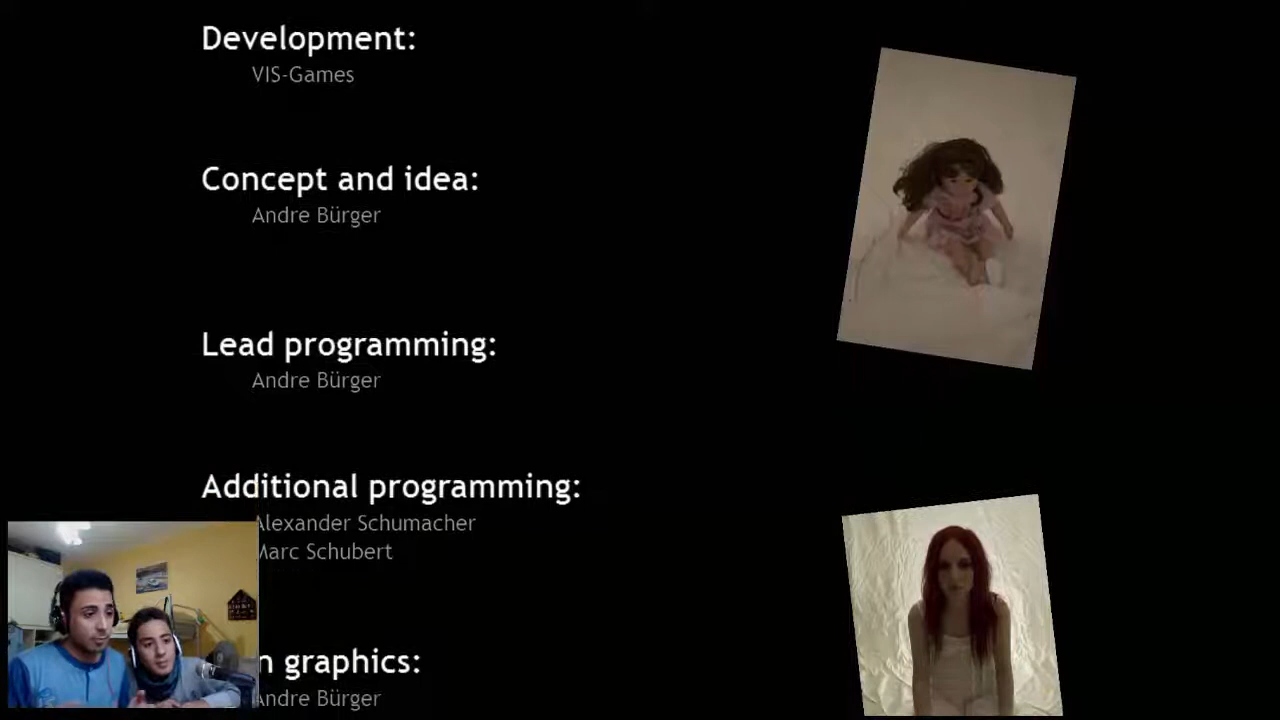 Development:
VIS-Games
Concept and idea:
Andre Bürger
Lead programming:
Andre Bürger
Additional programming:
Alexander Schumacher
Marc Schubert
graphics:
Andre Bürger